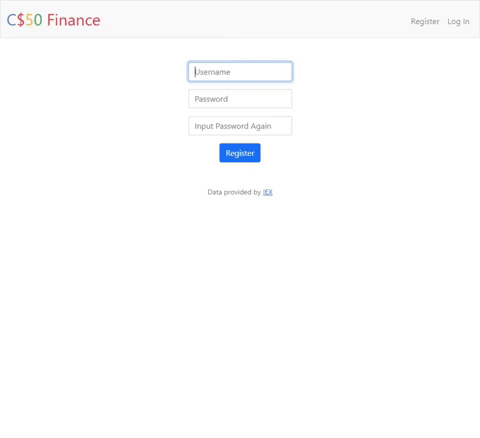 C$50 Finance
Register Log In
Username
Password
Input Password Again
Register
Data provided by IEX